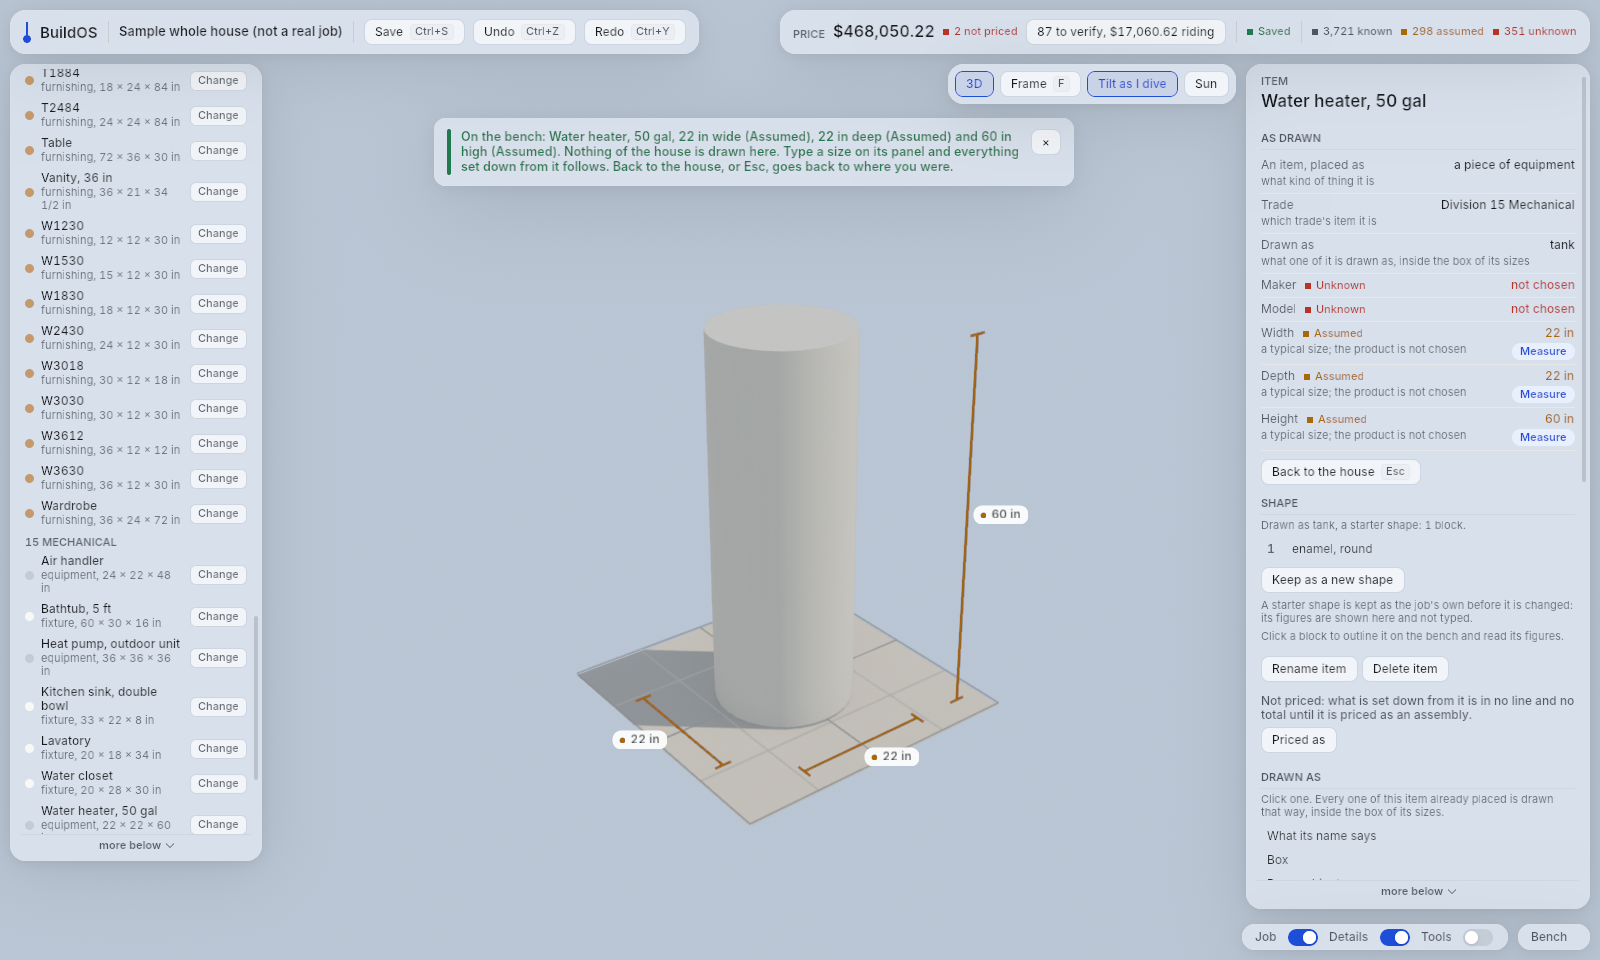 BuildOS
Sample whole house (not a real job)
Save Ctrl+S
Undo Ctrl+Z
Redo Ctrl+Y
PRICE $468,050.22
2 not priced
87 to verify, $17,060.62 riding
Saved
3,721 known
298 assumed
351 unknown
T1884
furnishing, 18 × 24 × 84 in
Change
T2484
furnishing, 24 × 24 × 84 in
Change
Table
furnishing, 72 × 36 × 30 in
Change
Vanity, 36 in
furnishing, 36 × 21 × 34
1/2 in
Change
W1230
furnishing, 12 × 12 × 30 in
Change
W1530
furnishing, 15 × 12 × 30 in
Change
W1830
furnishing, 18 × 12 × 30 in
Change
W2430
furnishing, 24 × 12 × 30 in
Change
W3018
furnishing, 30 × 12 × 18 in
Change
W3030
furnishing, 30 × 12 × 30 in
Change
W3612
furnishing, 36 × 12 × 12 in
Change
W3630
furnishing, 36 × 12 × 30 in
Change
Wardrobe
furnishing, 36 × 24 × 72 in
Change
15 MECHANICAL
Air handler
equipment, 24 × 22 × 48
in
Change
Bathtub, 5 ft
fixture, 60 × 30 × 16 in
Change
Heat pump, outdoor unit
equipment, 36 × 36 × 36
in
Change
Kitchen sink, double
bowl
fixture, 33 × 22 × 8 in
Change
Lavatory
fixture, 20 × 18 × 34 in
Change
Water closet
fixture, 20 × 28 × 30 in
Change
Water heater, 50 gal
equipment, 22 × 22 × 60
Change
more below
3D
Frame F
Tilt as I dive
Sun
On the bench: Water heater, 50 gal, 22 in wide (Assumed), 22 in deep (Assumed) and 60 in
high (Assumed). Nothing of the house is drawn here. Type a size on its panel and everything
set down from it follows. Back to the house, or Esc, goes back to where you were.
×
60 in
22 in
22 in
ITEM
Water heater, 50 gal
AS DRAWN
An item, placed as a piece of equipment
what kind of thing it is
Trade Division 15 Mechanical
which trade's item it is
Drawn as tank
what one of it is drawn as, inside the box of its sizes
Maker Unknown not chosen
Model Unknown not chosen
Width Assumed 22 in
a typical size; the product is not chosen Measure
Depth Assumed 22 in
a typical size; the product is not chosen Measure
Height Assumed 60 in
a typical size; the product is not chosen Measure
Back to the house Esc
SHAPE
Drawn as tank, a starter shape: 1 block.
1 enamel, round
Keep as a new shape
A starter shape is kept as the job's own before it is changed:
its figures are shown here and not typed.
Click a block to outline it on the bench and read its figures.
Rename item
Delete item
Not priced: what is set down from it is in no line and no
total until it is priced as an assembly.
Priced as
DRAWN AS
Click one. Every one of this item already placed is drawn
that way, inside the box of its sizes.
What its name says
Box
more below
Job
Details
Tools
Bench